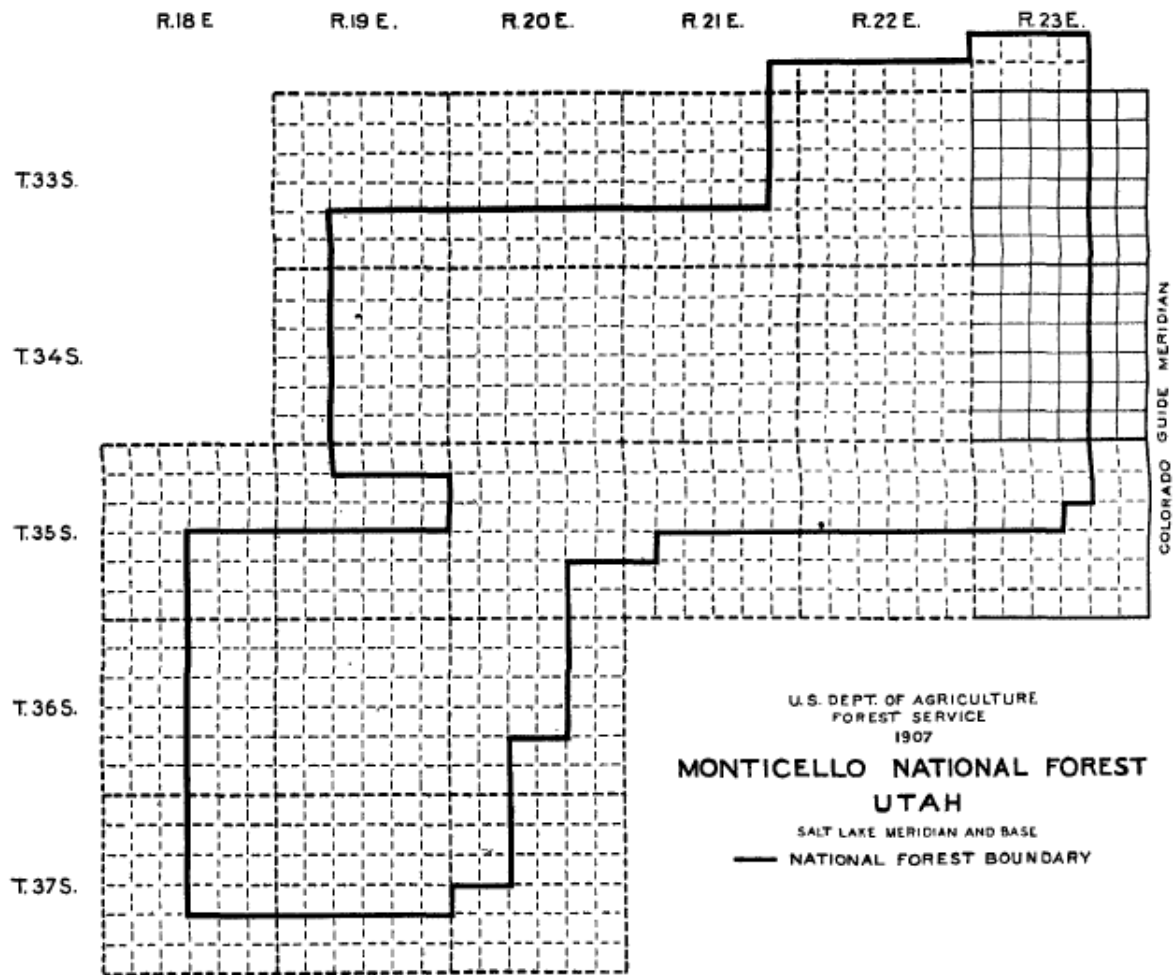 R.18 E R.19 E. R.20 E. R.21 E. R.22 E. R.23 E.
T.33 S.
T.34 S.
T.35 S.
T.36 S.
T.37 S.
COLORADO GUIDE MERIDIAN
U.S. DEPT. OF AGRICULTURE
FOREST SERVICE
1907
MONTICELLO NATIONAL FOREST
UTAH
SALT LAKE MERIDIAN AND BASE
NATIONAL FOREST BOUNDARY